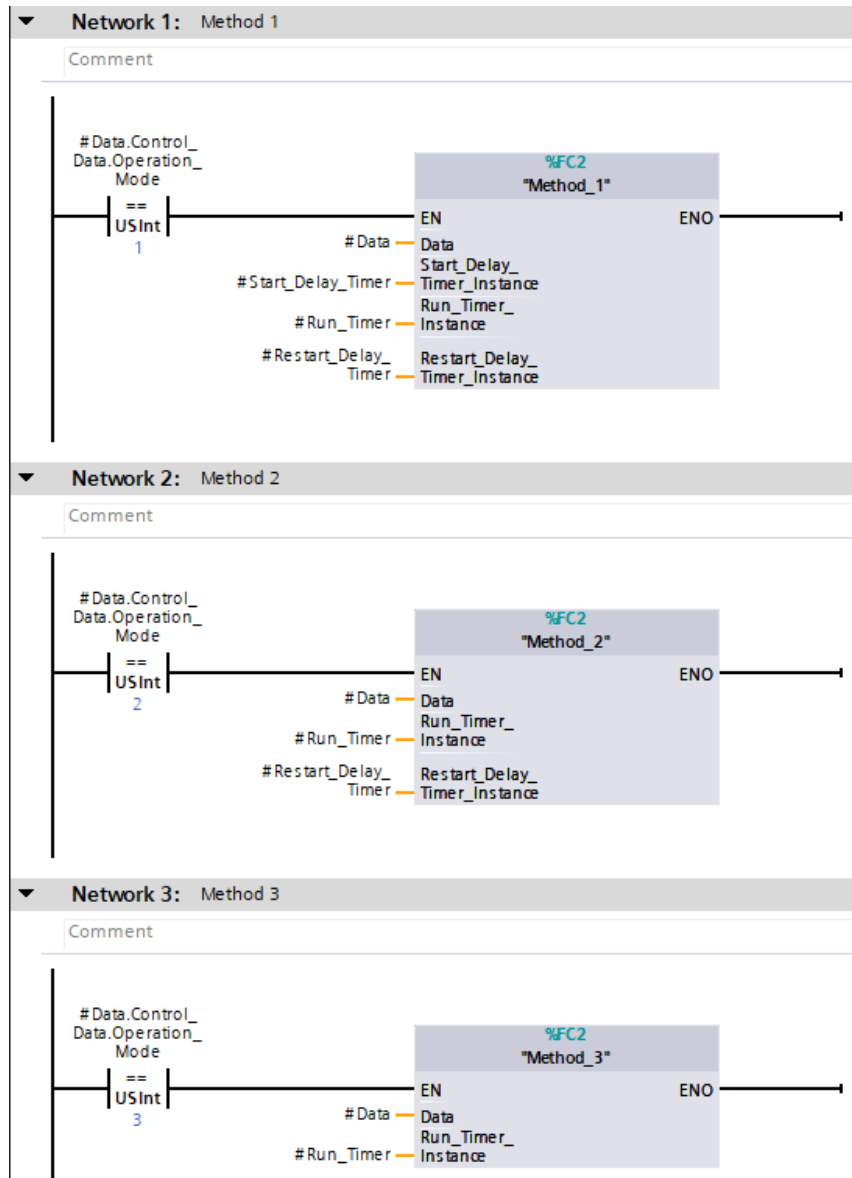 Network 1: Method 1
Comment
#Data.Control_
Data.Operation_
Mode
==
USInt
1
%FC2
"Method_1"
EN
ENO
#Data
Data
#Start_Delay_Timer
Start_Delay_
Timer_Instance
#Run_Timer
Run_Timer_
Instance
#Restart_Delay_
Timer
Restart_Delay_
Timer_Instance
Network 2: Method 2
Comment
#Data.Control_
Data.Operation_
Mode
==
USInt
2
%FC2
"Method_2"
EN
ENO
#Data
Data
#Run_Timer
Run_Timer_
Instance
#Restart_Delay_
Timer
Restart_Delay_
Timer_Instance
Network 3: Method 3
Comment
#Data.Control_
Data.Operation_
Mode
==
USInt
3
%FC2
"Method_3"
EN
ENO
#Data
Data
#Run_Timer
Run_Timer_
Instance